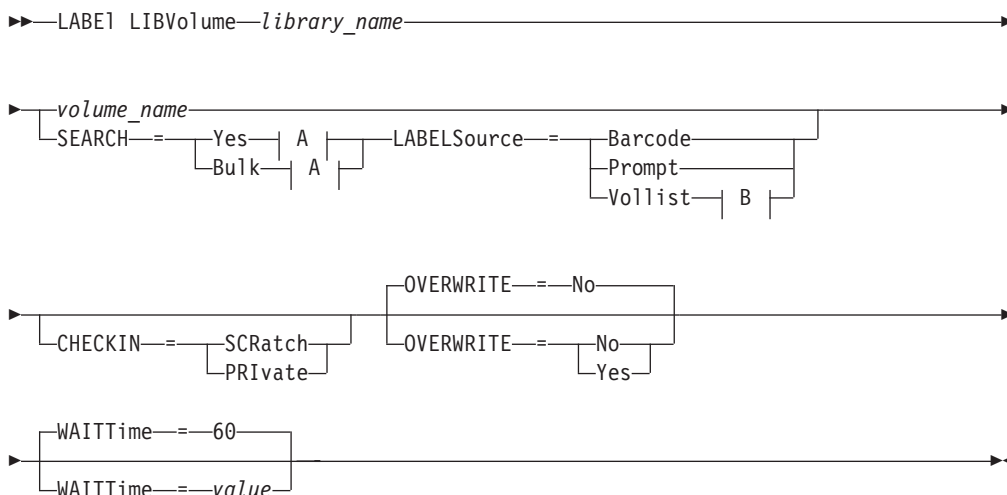 LABEl LIBVolume library_name
volume_name
SEARCH = Yes A LABELSource = Barcode
Bulk A Prompt
Vollist B
OVERWRITE = No
CHECKIN = SCRatch OVERWRITE = No
PRIvate Yes
WAITTime = 60
WAITTime = value